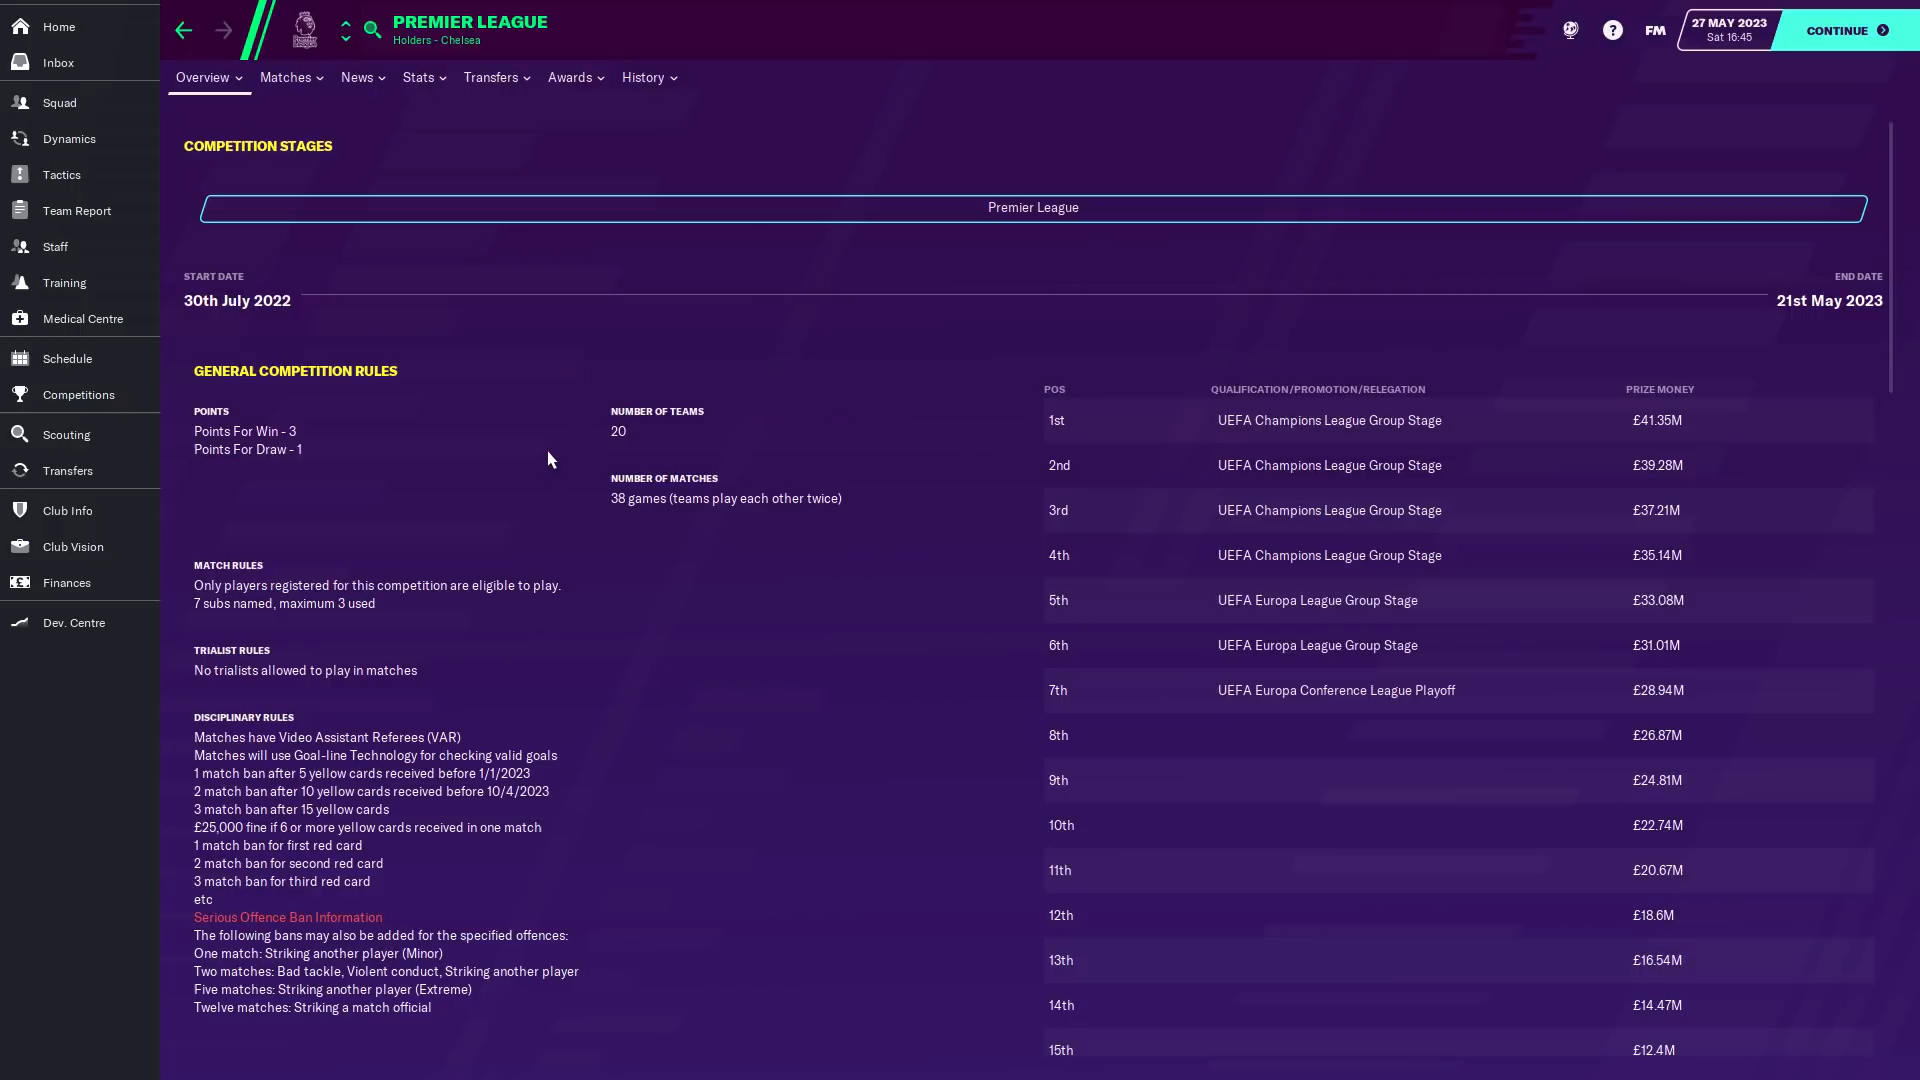 Home
Inbox
Squad
Dynamics
Tactics
Team Report
Staff
Training
Medical Centre
Schedule
Competitions
Scouting
Transfers
Club Info
Club Vision
Finances
Dev. Centre
PREMIER LEAGUE
Holders - Chelsea
?
FM
27 MAY 2023
Sat 16:45
CONTINUE
Overview Matches News Stats Transfers Awards History
COMPETITION STAGES
Premier League
START DATE END DATE
30th July 2022 21st May 2023
GENERAL COMPETITION RULES
POINTS
Points For Win - 3
Points For Draw - 1
NUMBER OF TEAMS
20
NUMBER OF MATCHES
38 games (teams play each other twice)
MATCH RULES
Only players registered for this competition are eligible to play.
7 subs named, maximum 3 used
TRIALIST RULES
No trialists allowed to play in matches
DISCIPLINARY RULES
Matches have Video Assistant Referees (VAR)
Matches will use Goal-line Technology for checking valid goals
1 match ban after 5 yellow cards received before 1/1/2023
2 match ban after 10 yellow cards received before 10/4/2023
3 match ban after 15 yellow cards
£25,000 fine if 6 or more yellow cards received in one match
1 match ban for first red card
2 match ban for second red card
3 match ban for third red card
etc
Serious Offence Ban Information
The following bans may also be added for the specified offences:
One match: Striking another player (Minor)
Two matches: Bad tackle, Violent conduct, Striking another player
Five matches: Striking another player (Extreme)
Twelve matches: Striking a match official
POS QUALIFICATION/PROMOTION/RELEGATION PRIZE MONEY
1st UEFA Champions League Group Stage £41.35M
2nd UEFA Champions League Group Stage £39.28M
3rd UEFA Champions League Group Stage £37.21M
4th UEFA Champions League Group Stage £35.14M
5th UEFA Europa League Group Stage £33.08M
6th UEFA Europa League Group Stage £31.01M
7th UEFA Europa Conference League Playoff £28.94M
8th £26.87M
9th £24.81M
10th £22.74M
11th £20.67M
12th £18.6M
13th £16.54M
14th £14.47M
15th £12.4M